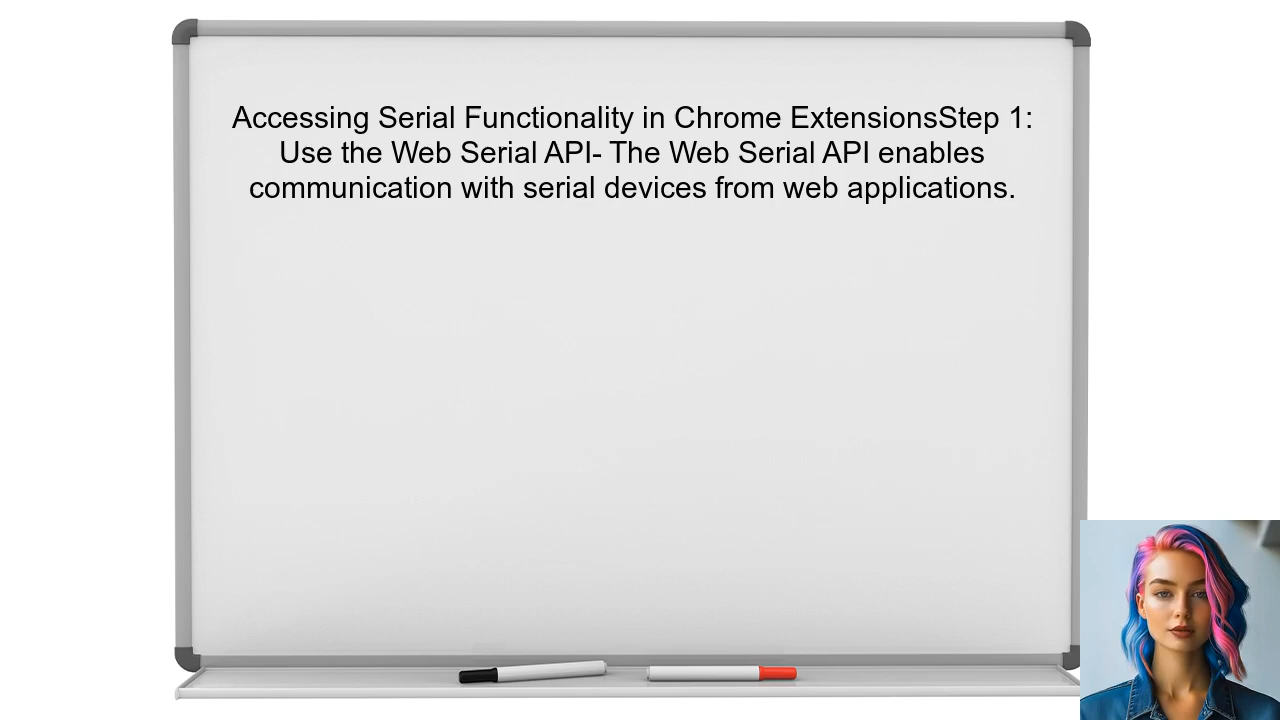 Accessing Serial Functionality in Chrome ExtensionsStep 1:
Use the Web Serial API- The Web Serial API enables
communication with serial devices from web applications.